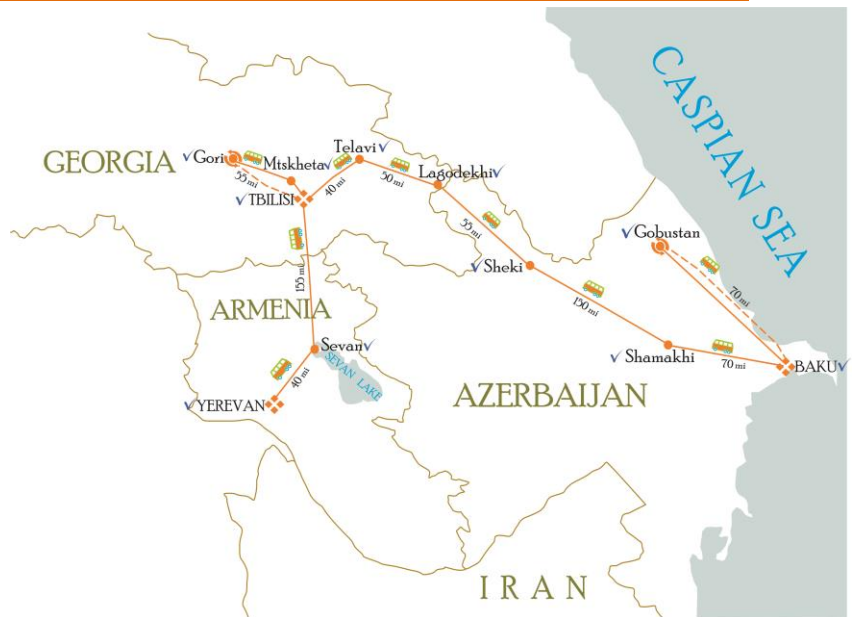 CASPIAN SEA
GEORGIA
Gori
Mtskheta
Telavi
Lagodekhi
55 mi
TBILISI
40 mi
50 mi
55 mi
Gobustan
70 mi
Sheki
155 mi
150 mi
ARMENIA
Sevan
SEVAN LAKE
40 mi
YEREVAN
Shamakhi
70 mi
BAKU
AZERBAIJAN
IRAN